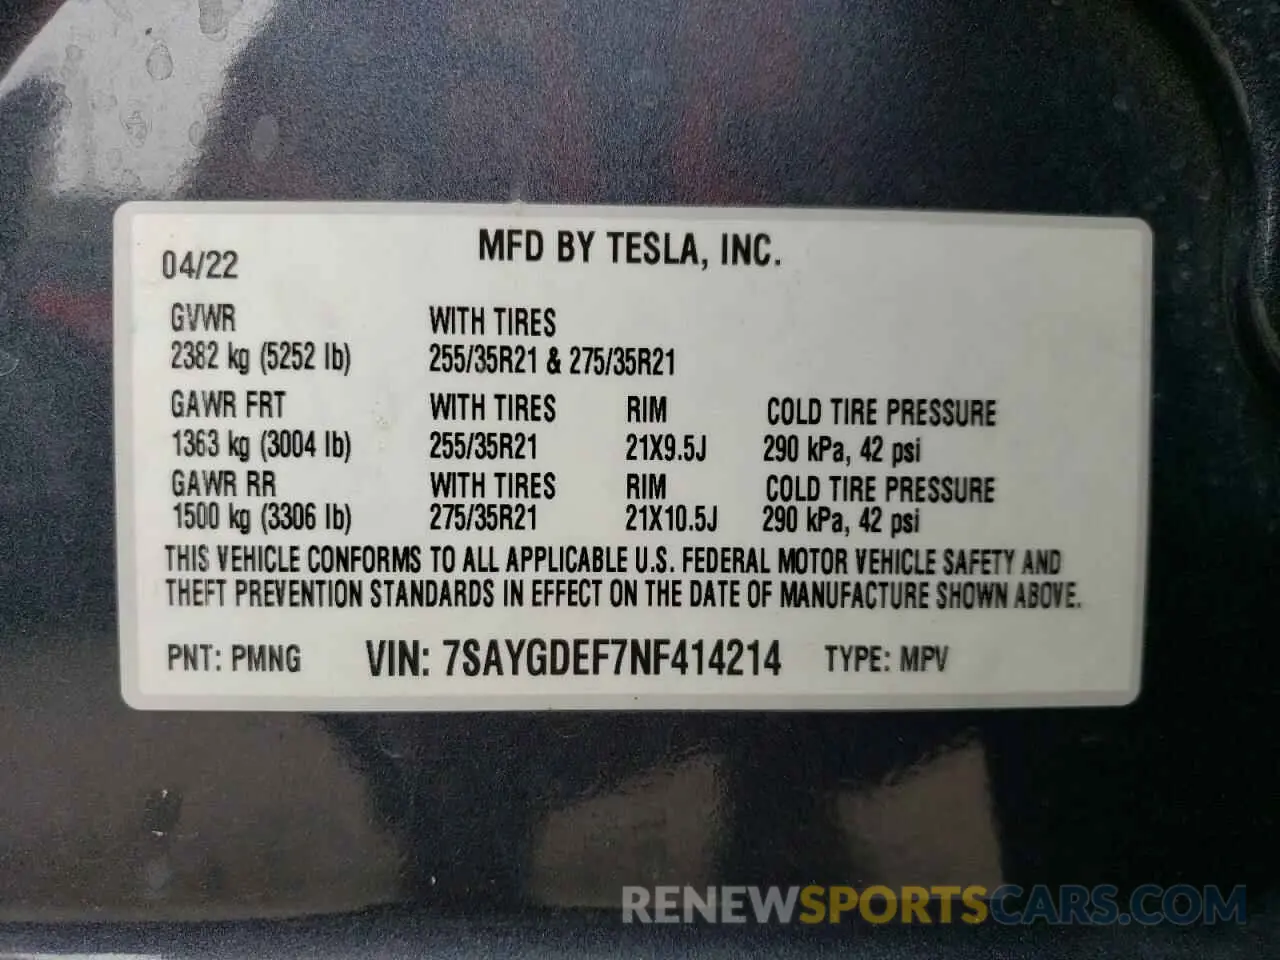 04/22 MFD BY TESLA, INC.
GVWR WITH TIRES
2382 kg (5252 lb) 255/35R21 & 275/35R21
GAWR FRT WITH TIRES RIM COLD TIRE PRESSURE
1363 kg (3004 lb) 255/35R21 21X9.5J 290 kPa, 42 psi
GAWR RR WITH TIRES RIM COLD TIRE PRESSURE
1500 kg (3306 lb) 275/35R21 21X10.5J 290 kPa, 42 psi
THIS VEHICLE CONFORMS TO ALL APPLICABLE U.S. FEDERAL MOTOR VEHICLE SAFETY AND
THEFT PREVENTION STANDARDS IN EFFECT ON THE DATE OF MANUFACTURE SHOWN ABOVE.
PNT: PMNG VIN: 7SAYGDEF7NF414214 TYPE: MPV
RENEWSPORTSCARS.COM